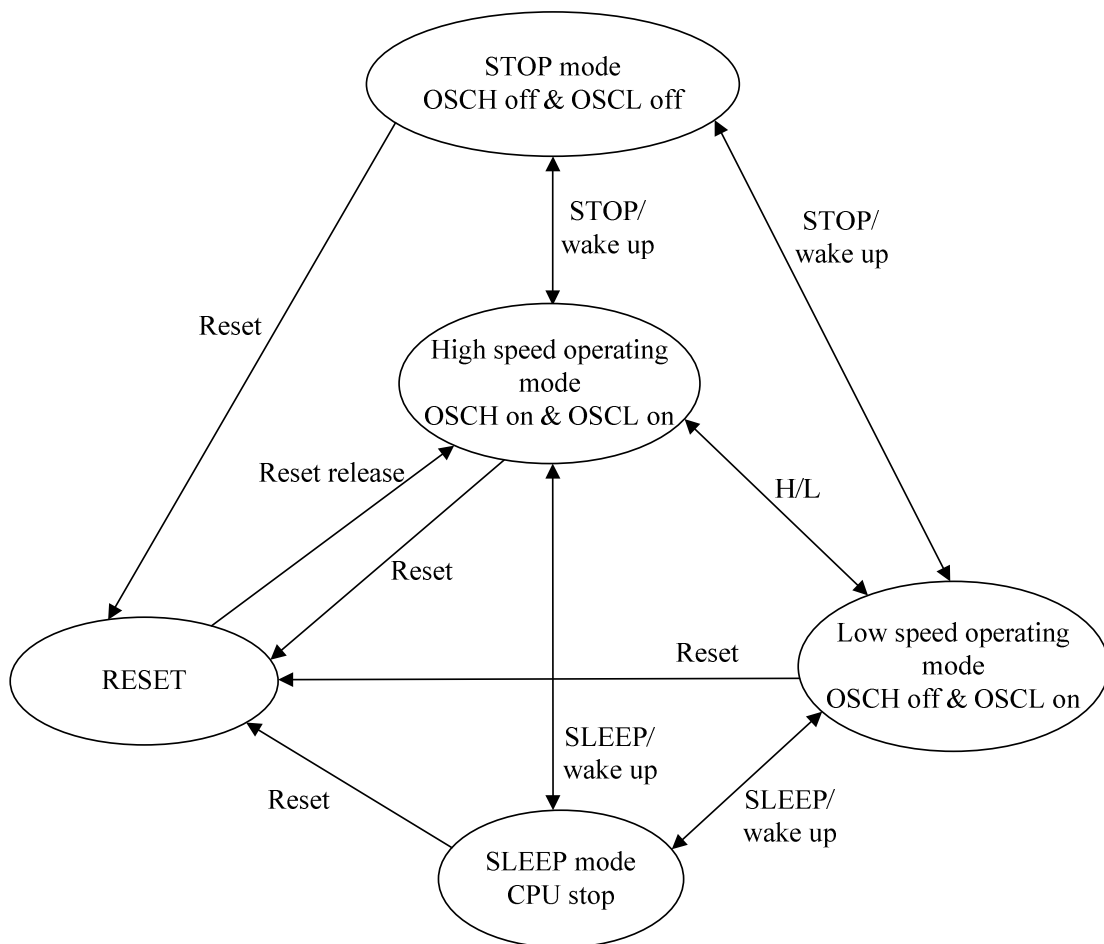 STOP mode
OSCH off & OSCL off
STOP/
wake up
STOP/
wake up
Reset
High speed operating
mode
OSCH on & OSCL on
Reset release
H/L
Reset
Low speed operating
mode
OSCH off & OSCL on
Reset
RESET
SLEEP/
wake up
SLEEP/
wake up
Reset
SLEEP mode
CPU stop